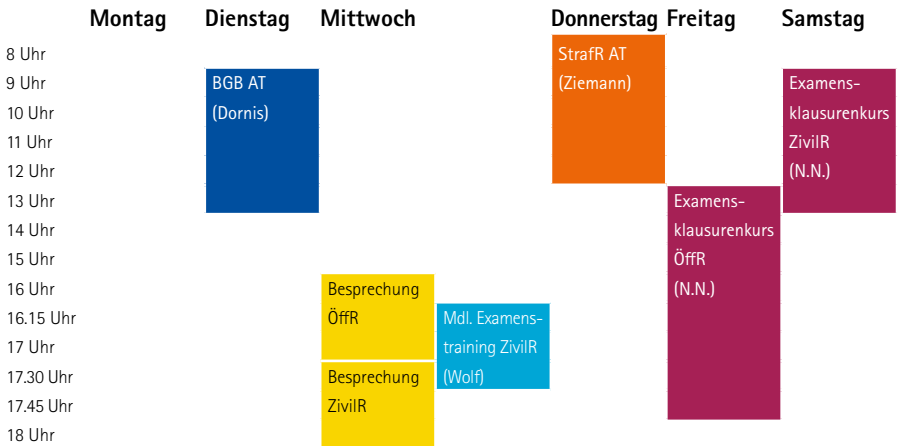 Montag Dienstag Mittwoch Donnerstag Freitag Samstag
8 Uhr
9 Uhr
10 Uhr
11 Uhr
12 Uhr
13 Uhr
14 Uhr
15 Uhr
16 Uhr
16.15 Uhr
17 Uhr
17.30 Uhr
17.45 Uhr
18 Uhr
BGB AT
(Dornis)
Besprechung
ÖffR
Besprechung
ZivilR
Mdl. Examens-
training ZivilR
(Wolf)
StrafR AT
(Ziemann)
Examens-
klausurenkurs
ÖffR
(N.N.)
Examens-
klausurenkurs
ZivilR
(N.N.)